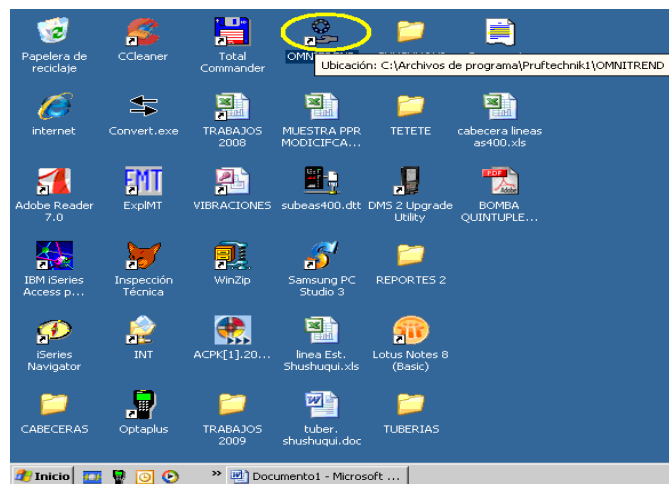 Papelera de
reciclaje
CCleaner
Total
Commander
Ubicación: C:\Archivos de programa\Pruftechnik1\OMNITREND
internet
Convert.exe
TRABAJOS
2008
MUESTRA PPR
MODICIFCA...
TETETE
cabecera lineas
as400.xls
Adobe Reader
7.0
ExplMT
VIBRACIONES
subeas400.dtt
DMS 2 Upgrade
Utility
BOMBA
QUINTUPLE...
IBM iSeries
Access p...
Inspección
Técnica
WinZip
Samsung PC
Studio 3
REPORTES 2
iSeries
Navigator
INT
ACPK[1].20...
linea Est.
Shushuqui.xls
Lotus Notes 8
(Basic)
CABECERAS
Optaplus
TRABAJOS
2009
tuber.
shushuqui.doc
TUBERIAS
Inicio
Documento1 - Microsoft ...